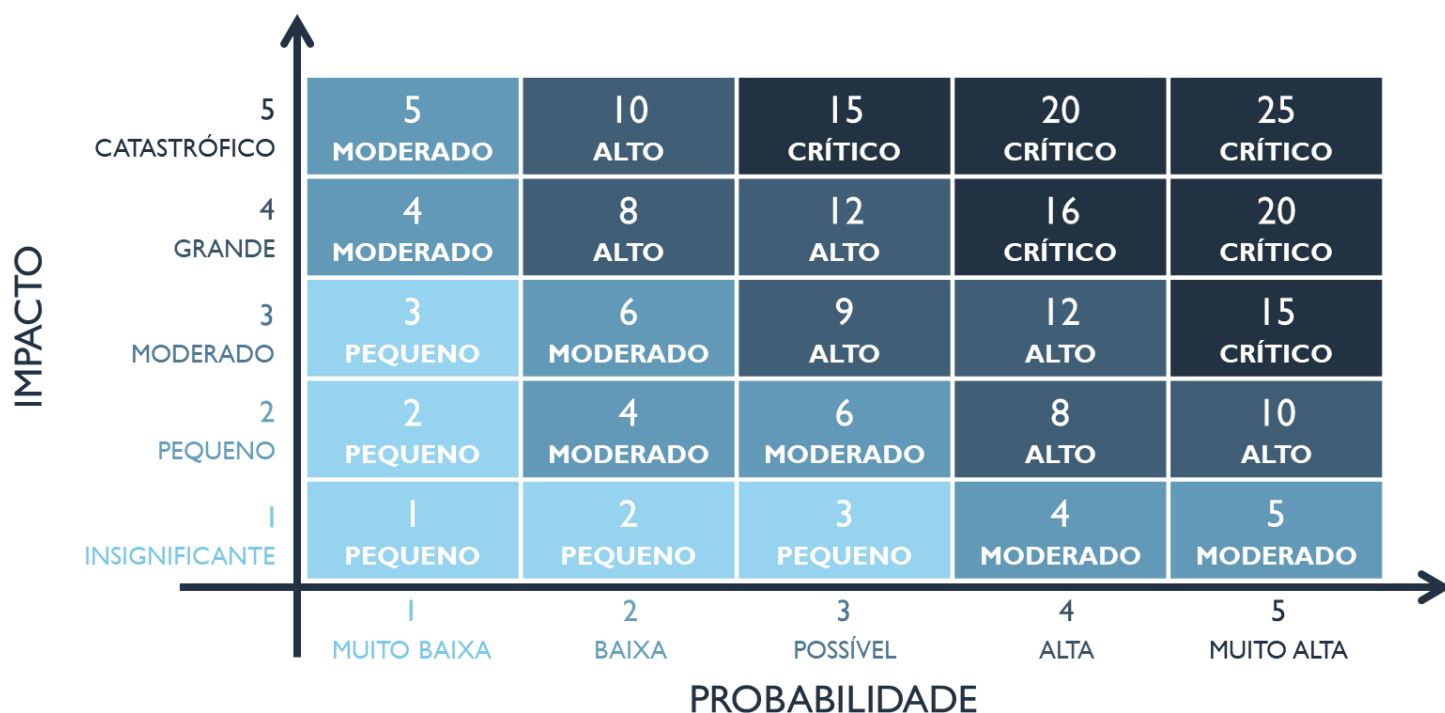 5 10 15 20 25
5
CATASTRÓFICO MODERADO ALTO CRÍTICO CRÍTICO CRÍTICO
4 4 8 12 16 20
GRANDE MODERADO ALTO ALTO CRÍTICO CRÍTICO
IMPACTO
3 3 6 9 12 15
MODERADO PEQUENO MODERADO ALTO ALTO CRÍTICO
2 2 4 6 8 10
PEQUENO PEQUENO MODERADO MODERADO ALTO ALTO
1 1 2 3 4 5
INSIGNIFICANTE PEQUENO PEQUENO PEQUENO MODERADO MODERADO
1 2 3 4 5
MUITO BAIXA BAIXA POSSÍVEL ALTA MUITO ALTA
PROBABILIDADE